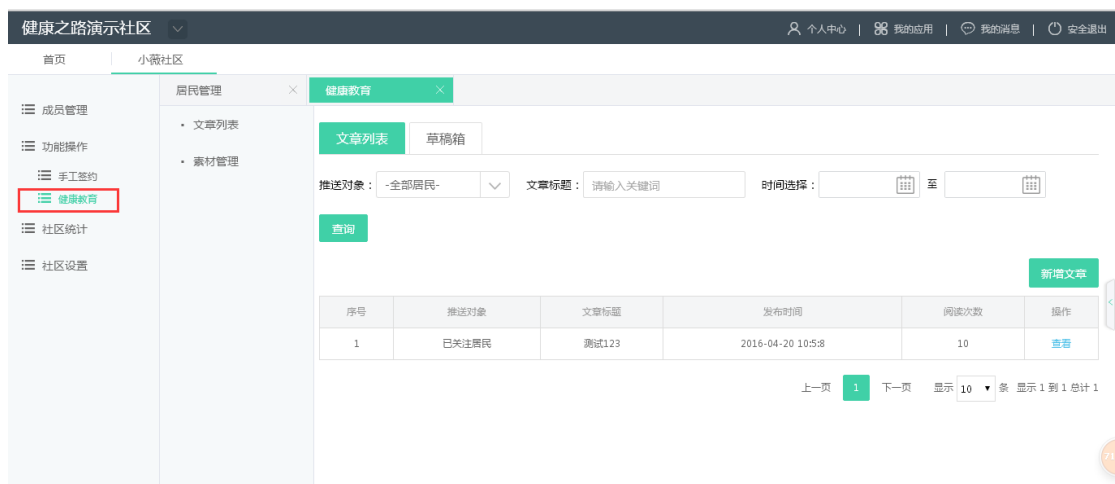 健康之路演示社区
个人中心 | 我的应用 | 我的消息 | 安全退出
首页 小薇社区
成员管理
功能操作
手工签约
健康教育
社区统计
社区设置
居民管理
健康教育
文章列表
素材管理
文章列表 草稿箱
推送对象： -全部居民- 文章标题： 请输入关键词 时间选择： 至
查询
新增文章
序号 推送对象 文章标题 发布时间 阅读次数 操作
1 已关注居民 测试123 2016-04-20 10:5:8 10 查看
上一页 1 下一页 显示 10 条 显示 1 到 1 总计 1